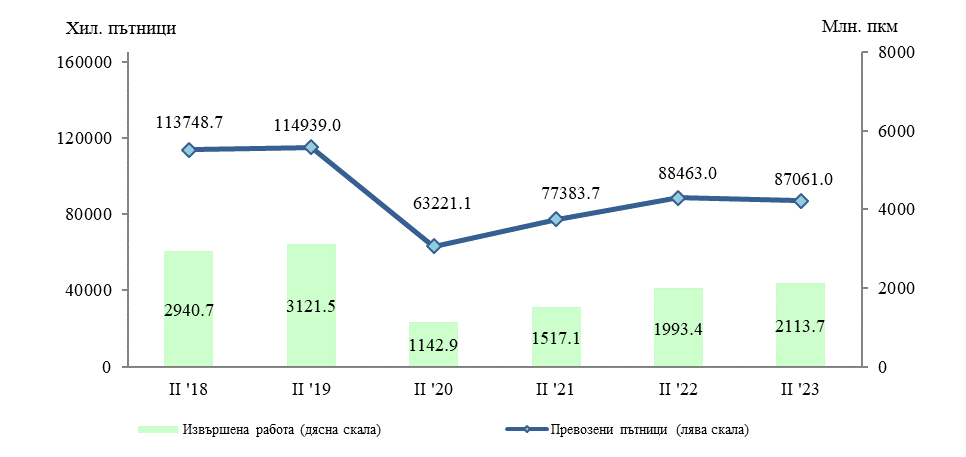 Хил. пътници
Млн. пкм
160000
120000
80000
40000
0
8000
6000
4000
2000
0
113748.7
114939.0
63221.1
77383.7
88463.0
87061.0
2940.7
3121.5
1142.9
1517.1
1993.4
2113.7
II '18
II '19
II '20
II '21
II '22
II '23
Извършена работа (дясна скала)
Превозени пътници (лява скала)